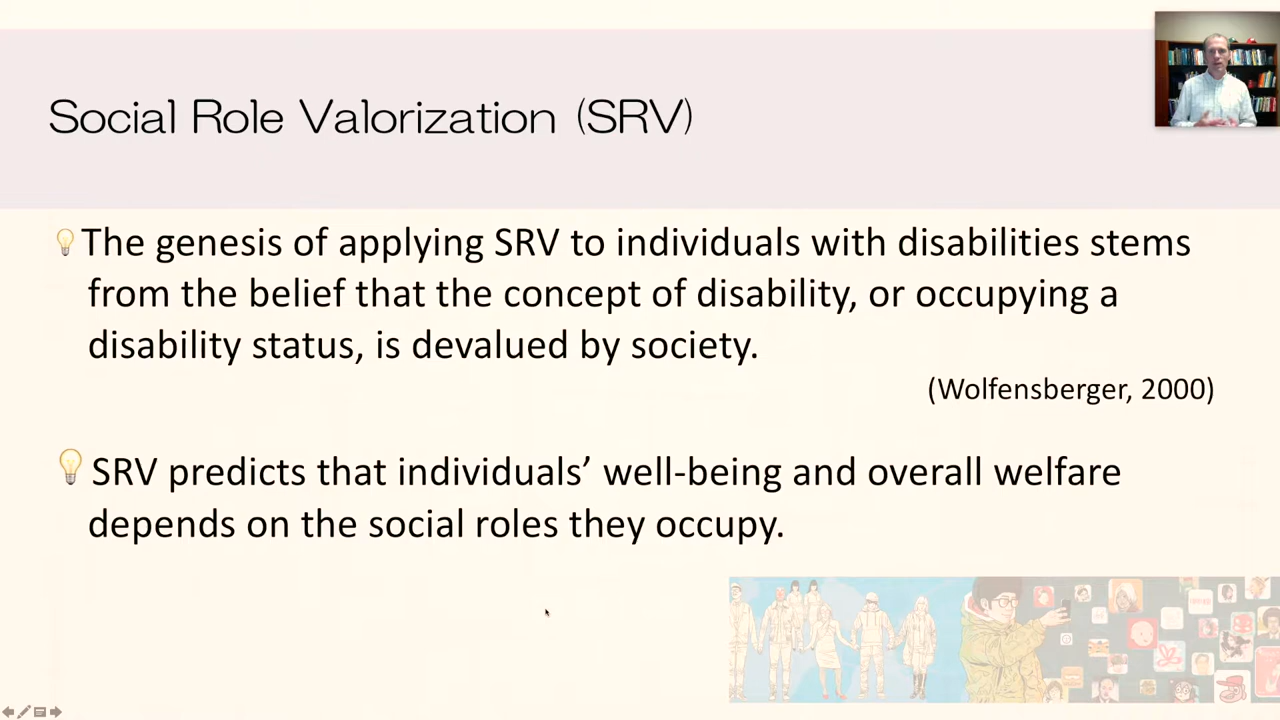 Social Role Valorization (SRV)
The genesis of applying SRV to individuals with disabilities stems
from the belief that the concept of disability, or occupying a
disability status, is devalued by society.
(Wolfensberger, 2000)
SRV predicts that individuals’ well-being and overall welfare
depends on the social roles they occupy.